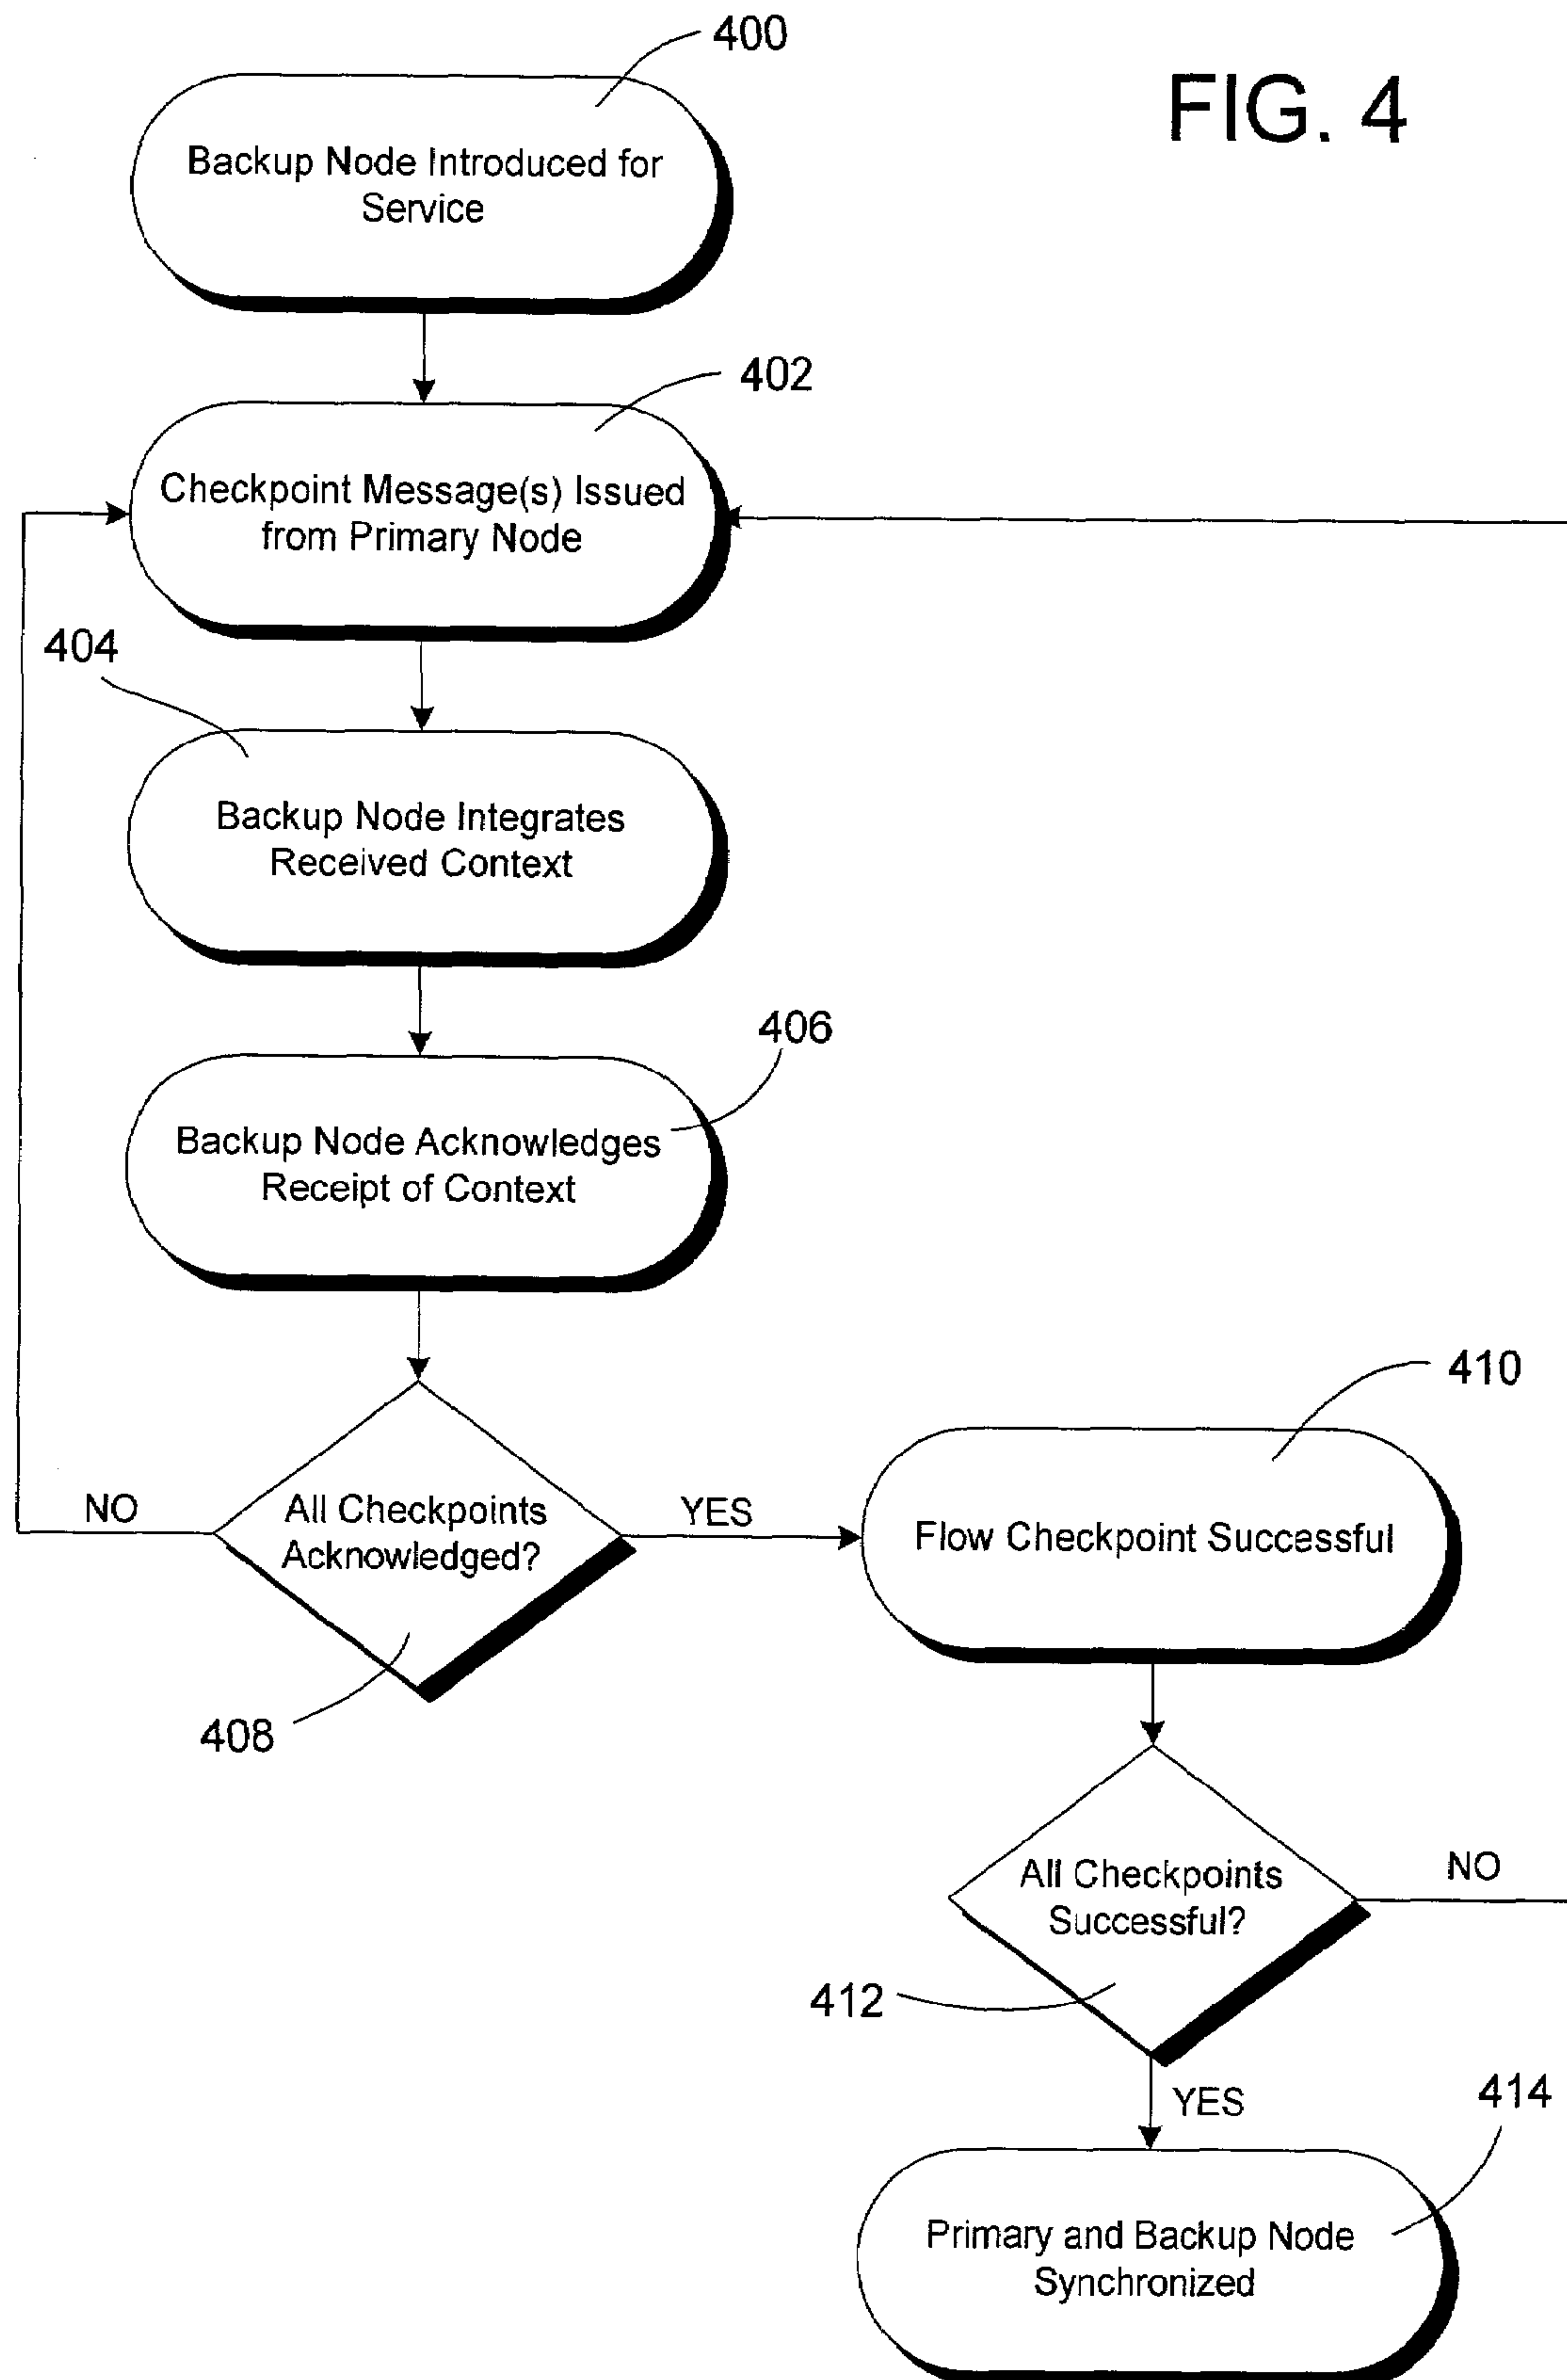 400
FIG. 4
Backup Node Introduced for
Service
402
Checkpoint Message(s) Issued
from Primary Node
404
Backup Node Integrates
Received Context
406
Backup Node Acknowledges
Receipt of Context
410
NO
All Checkpoints
Acknowledged?
YES
Flow Checkpoint Successful
408
All Checkpoints
Successful?
NO
412
YES
414
Primary and Backup Node
Synchronized